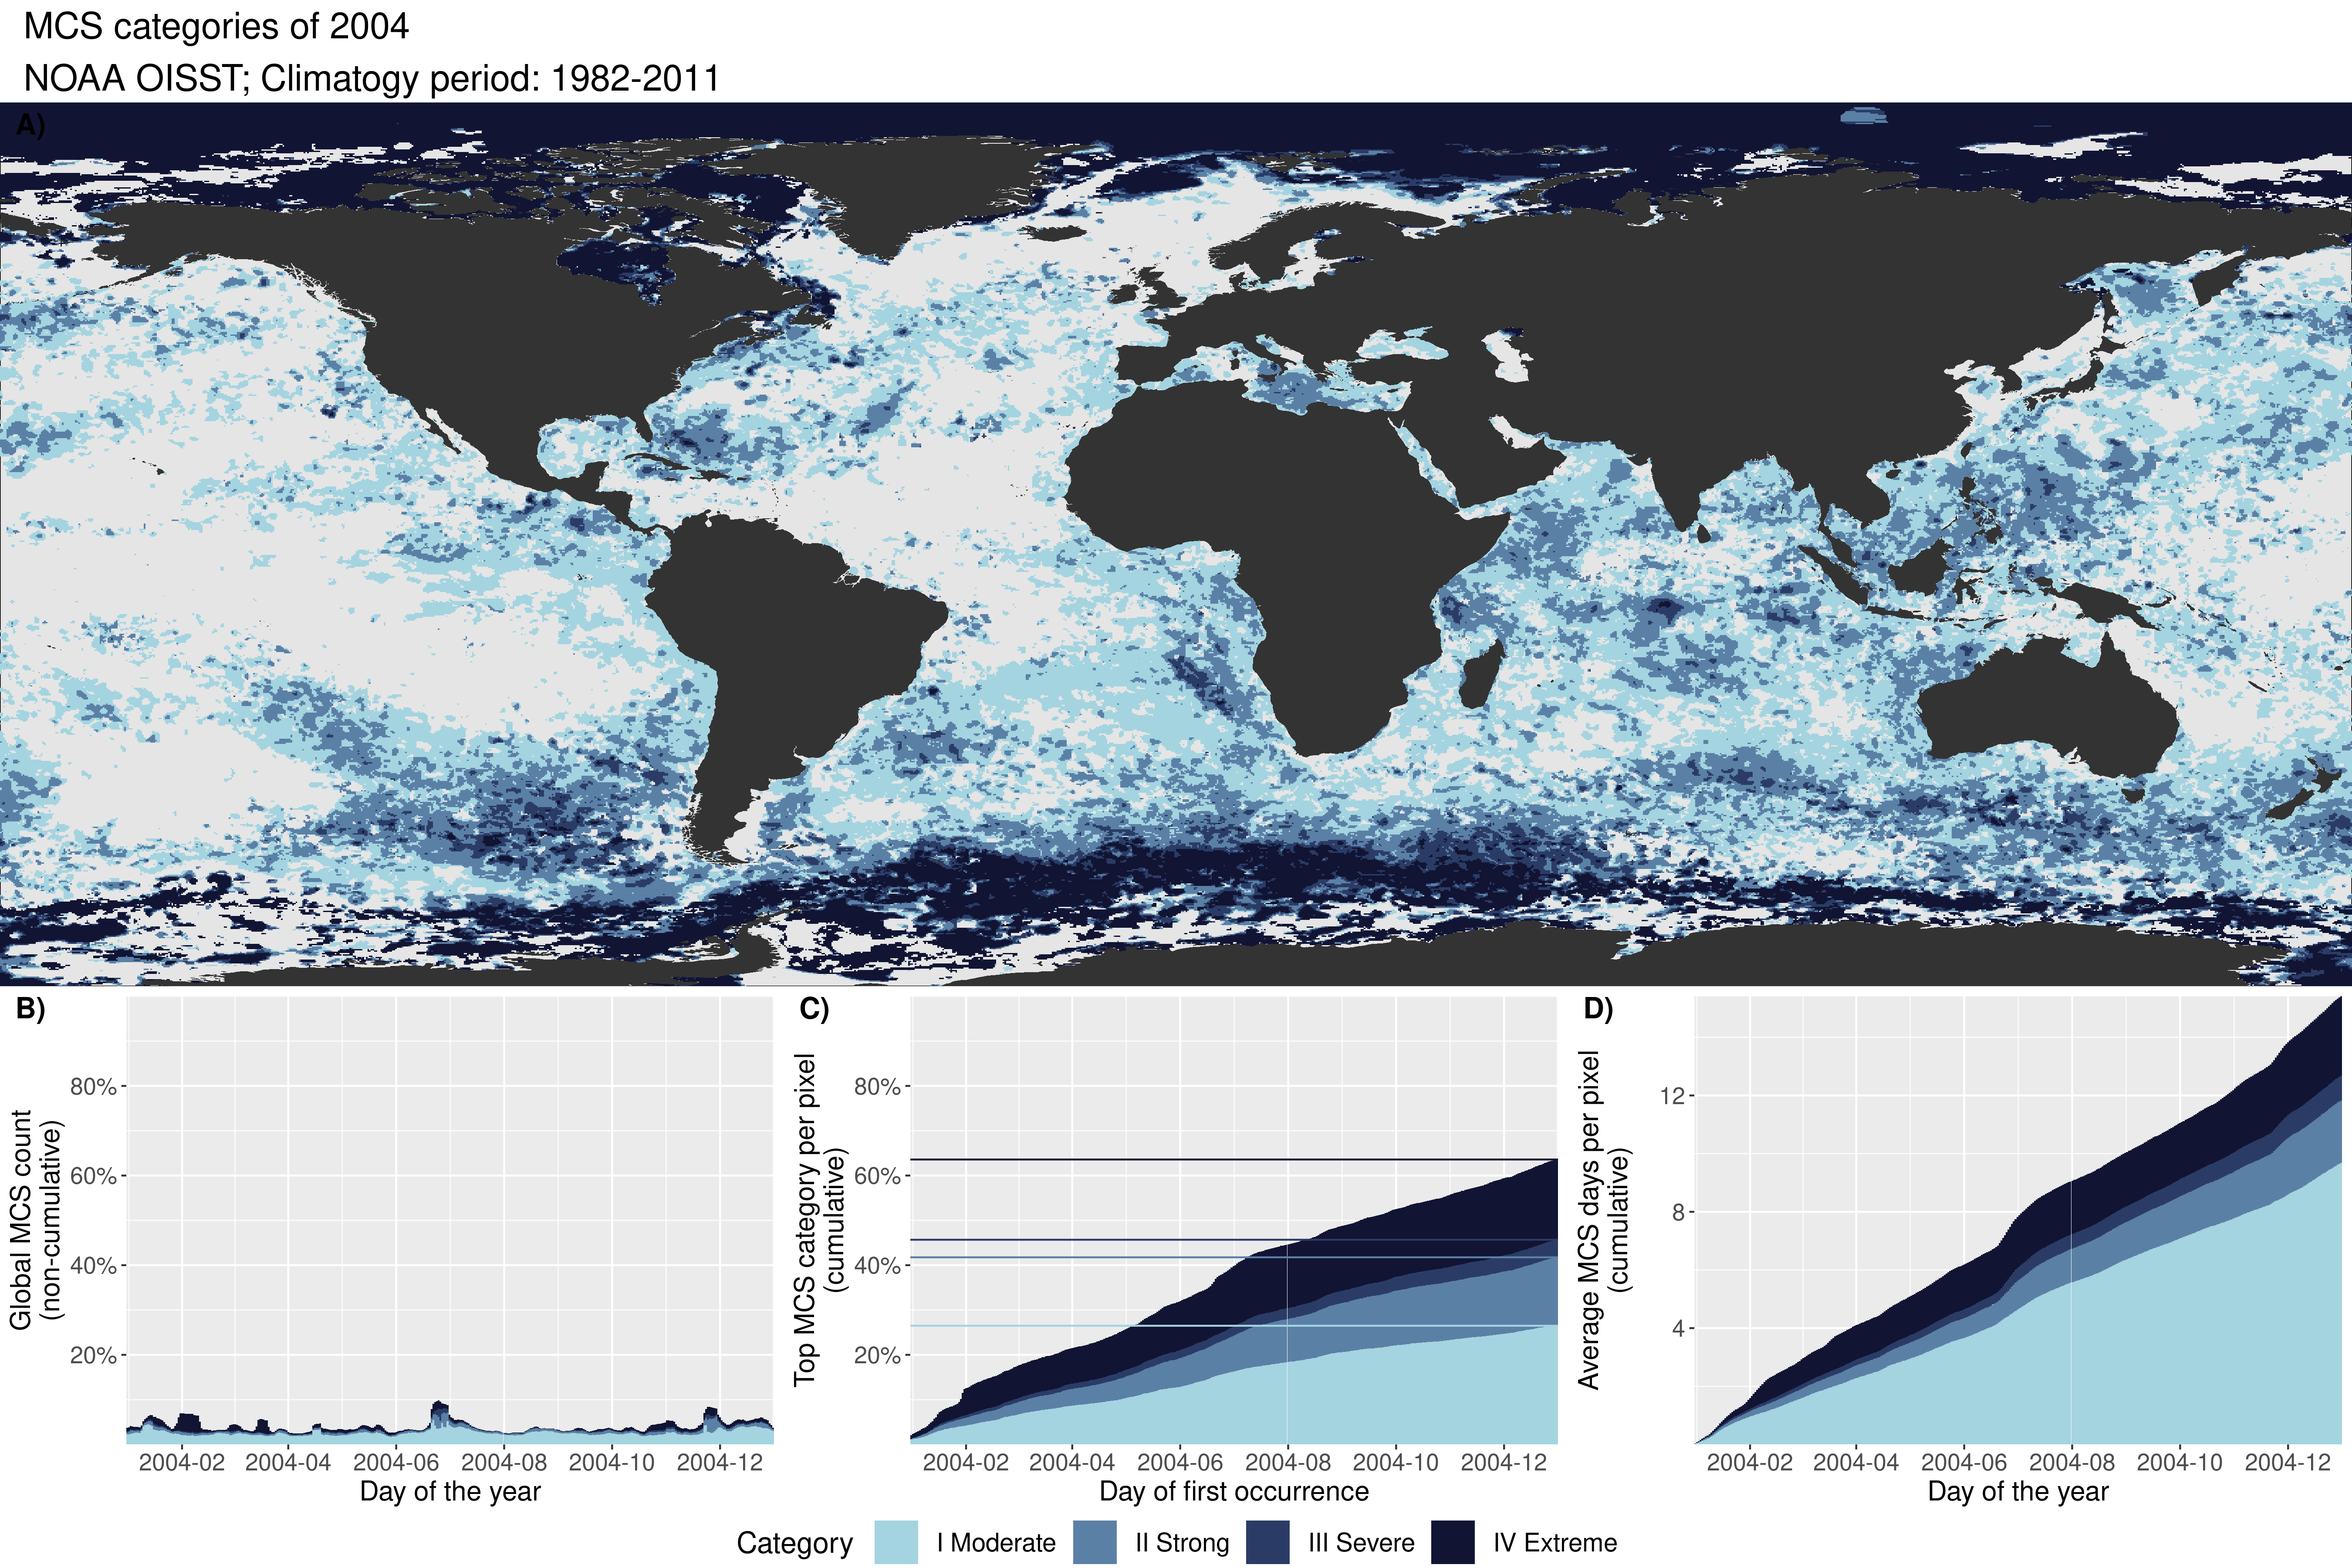 MCS categories of 2004
NOAA OISST; Climatogy period: 1982-2011
A)
B)
Global MCS count
(non-cumulative)
80%
60%
40%
20%
2004-02 2004-04 2004-06 2004-08 2004-10 2004-12
Day of the year
C)
Top MCS category per pixel
(cumulative)
80%
60%
40%
20%
2004-02 2004-04 2004-06 2004-08 2004-10 2004-12
Day of first occurrence
D)
Average MCS days per pixel
(cumulative)
12
8
4
2004-02 2004-04 2004-06 2004-08 2004-10 2004-12
Day of the year
Category I Moderate II Strong III Severe IV Extreme